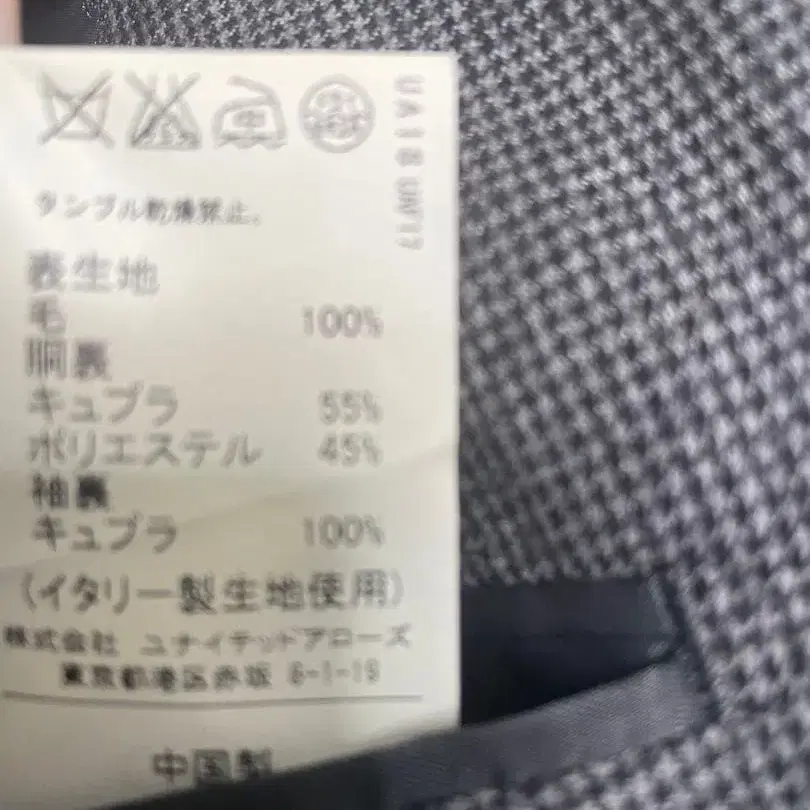 タンブル乾燥禁止。
表生地
毛 100%
胴裏
キュプラ 55%
ポリエステル 45%
袖裏
キュプラ 100%
(イタリー製生地使用)
株式会社 ユナイテッドアローズ
東京都港区赤坂 8-1-19
中国製